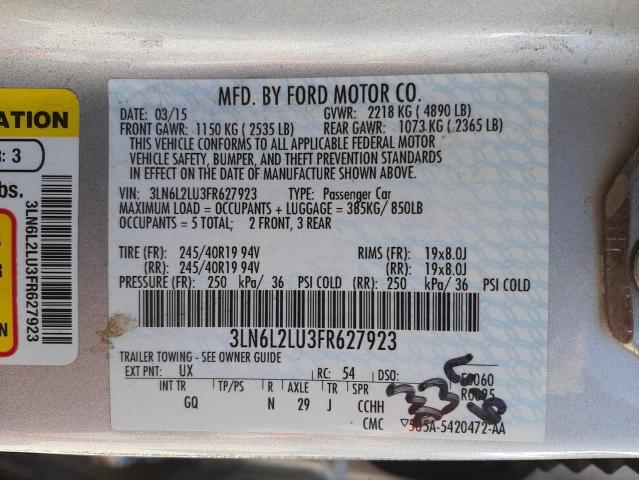 MFD. BY FORD MOTOR CO.
DATE: 03/15 GVWR: 2218 KG ( 4890 LB)
FRONT GAWR: 1150 KG ( 2535 LB) REAR GAWR: 1073 KG ( 2365 LB)
THIS VEHICLE CONFORMS TO ALL APPLICABLE FEDERAL MOTOR
VEHICLE SAFETY, BUMPER, AND THEFT PREVENTION STANDARDS
IN EFFECT ON THE DATE OF MANUFACTURE SHOWN ABOVE.
VIN: 3LN6L2LU3FR627923 TYPE: Passenger Car
MAXIMUM LOAD = OCCUPANTS + LUGGAGE = 385KG/ 850LB
OCCUPANTS = 5 TOTAL; 2 FRONT, 3 REAR
TIRE (FR): 245/40R19 94V RIMS (FR): 19x8.0J
(RR): 245/40R19 94V (RR): 19x8.0J
PRESSURE (FR): 250 kPa/ 36 PSI COLD (RR): 250 kPa/ 36 PSI COLD
3LN6L2LU3FR627923
TRAILER TOWING - SEE OWNER GUIDE
EXT PNT: UX RC: 54 DSO:
INT TR TP/PS R AXLE TR SPR
GQ N 29 J CCHH
CMC
ATION
R: 3
bs.
3LN6L2LU3FR627923
R
N